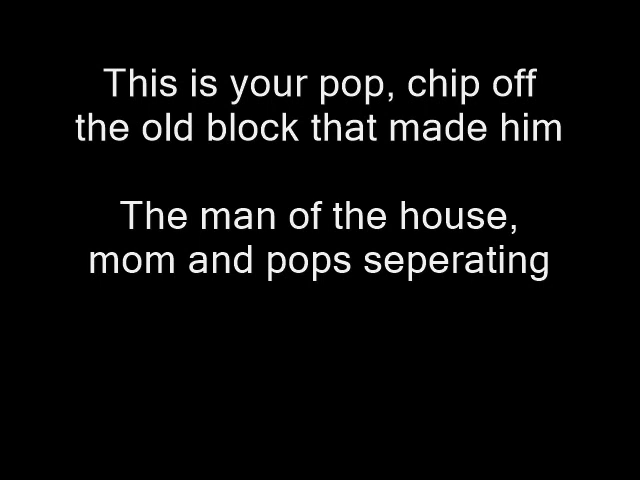 This is your pop, chip off
the old block that made him
The man of the house,
mom and pops seperating